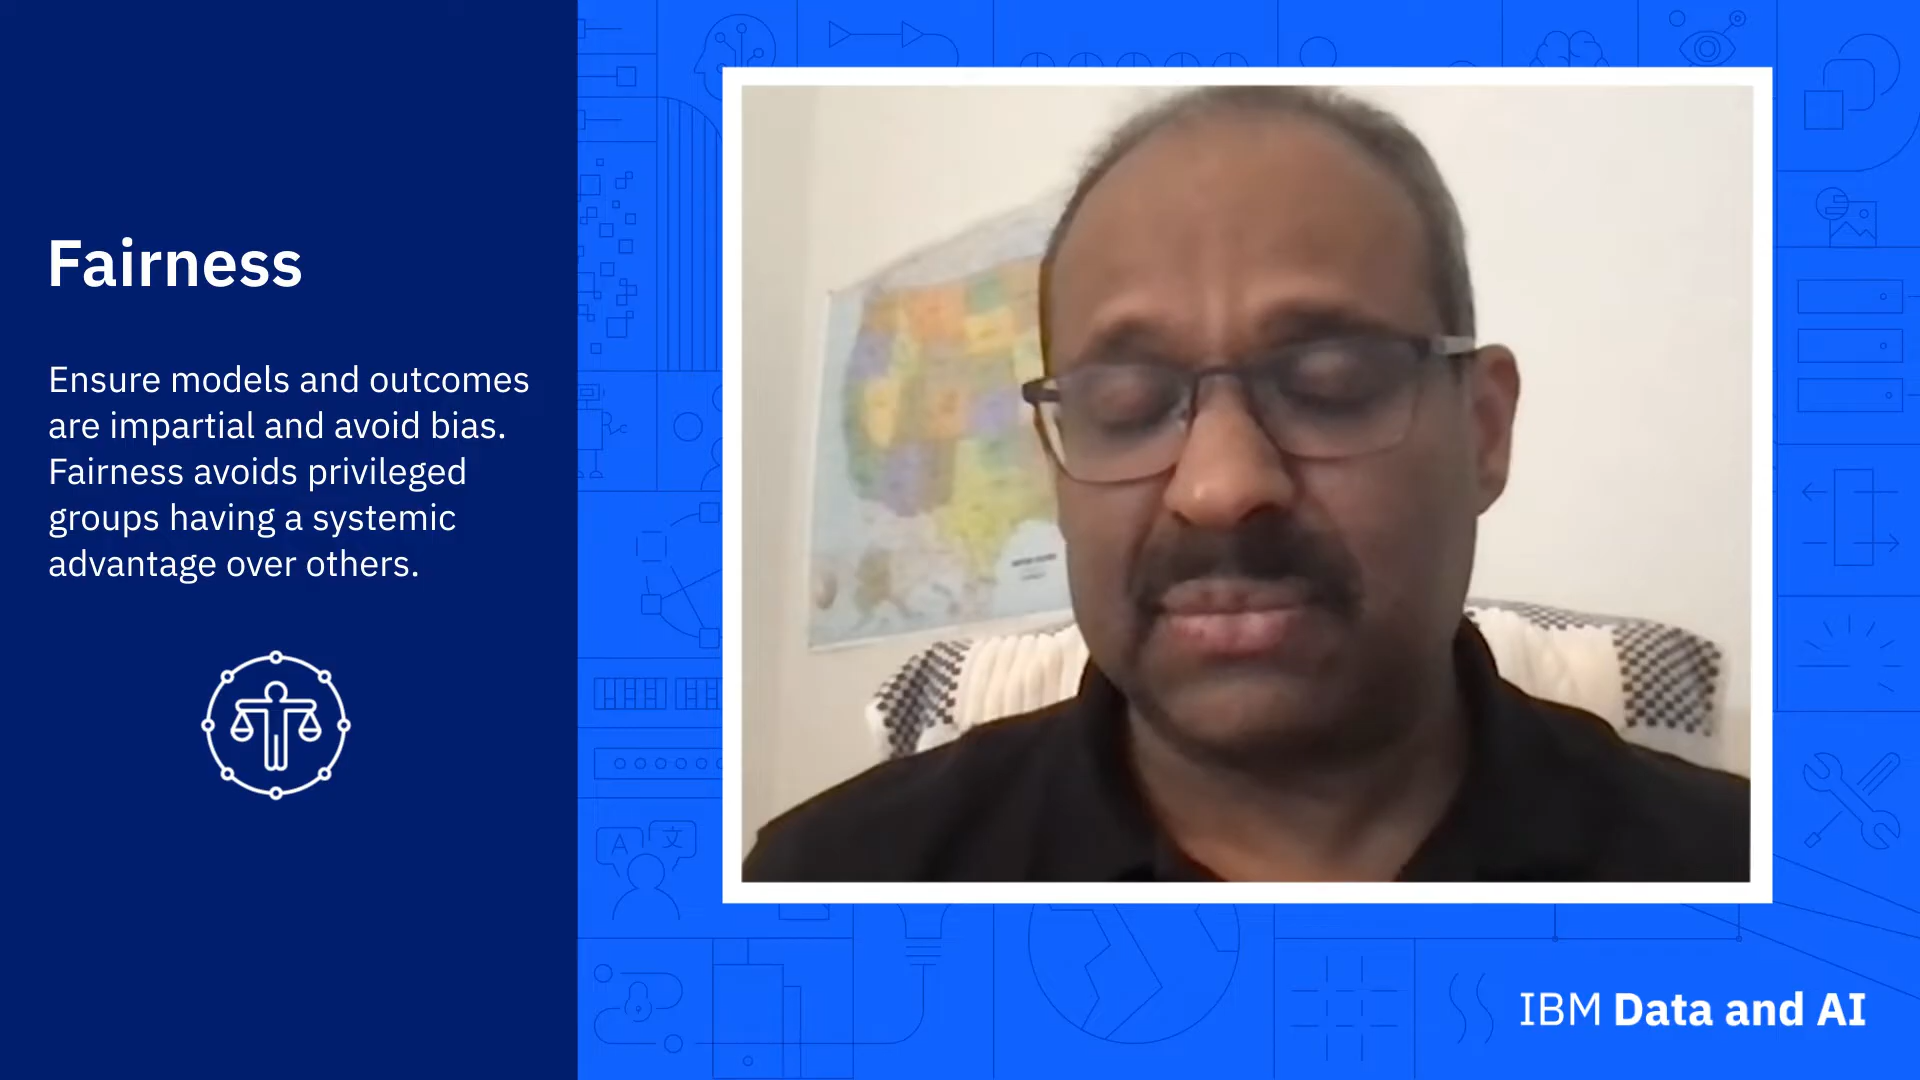 Fairness
Ensure models and outcomes
are impartial and avoid bias.
Fairness avoids privileged
groups having a systemic
advantage over others.
A 文
IBM Data and AI